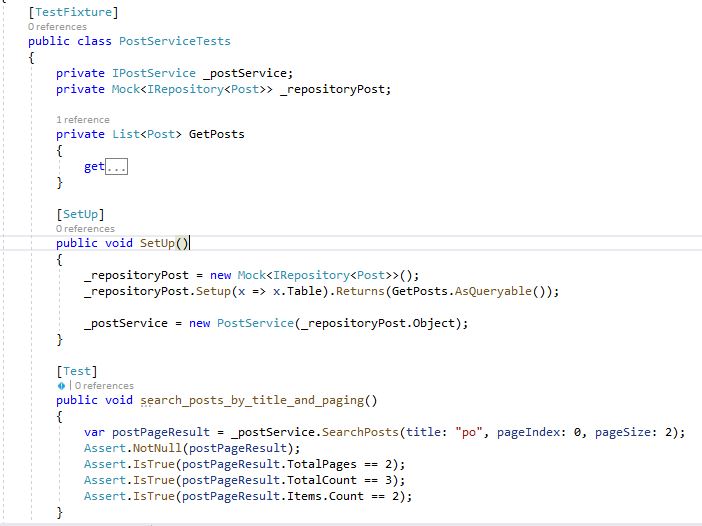 {
[TestFixture]
0 references
public class PostServiceTests
{
private IPostService _postService;
private Mock<IRepository<Post>> _repositoryPost;
1 reference
private List<Post> GetPosts
{
get...
}
[SetUp]
0 references
public void SetUp()
{
_repositoryPost = new Mock<IRepository<Post>>();
_repositoryPost.Setup(x => x.Table).Returns(GetPosts.AsQueryable());
_postService = new PostService(_repositoryPost.Object);
}
[Test]
| 0 references
public void search_posts_by_title_and_paging()
{
var postPageResult = _postService.SearchPosts(title: "po", pageIndex: 0, pageSize: 2);
Assert.NotNull(postPageResult);
Assert.IsTrue(postPageResult.TotalPages == 2);
Assert.IsTrue(postPageResult.TotalCount == 3);
Assert.IsTrue(postPageResult.Items.Count == 2);
}